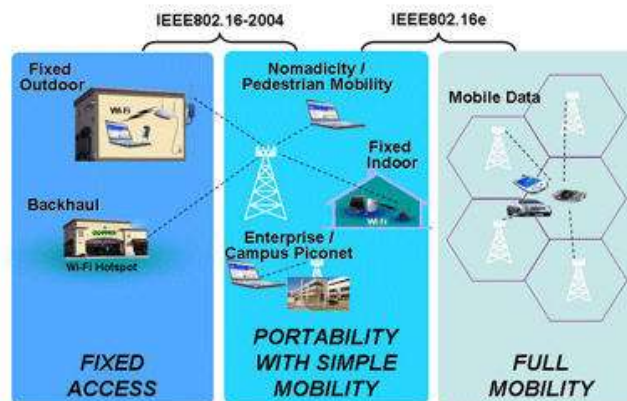 IEEE802.16-2004
IEEE802.16e
Fixed
Outdoor
Wi-Fi
Backhaul
Wi-Fi Hotspot
FIXED
ACCESS
Nomadicity /
Pedestrian Mobility
Fixed
Indoor
Wi-Fi
Enterprise /
Campus Piconet
PORTABILITY
WITH SIMPLE
MOBILITY
Mobile Data
FULL
MOBILITY